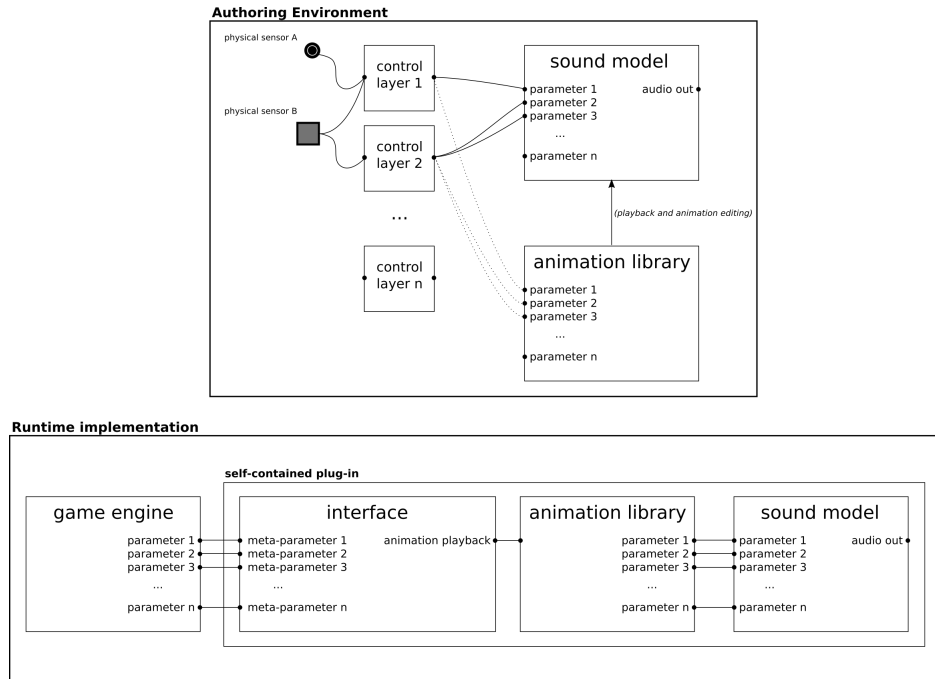 Authoring Environment
physical sensor A
physical sensor B
control
layer 1
control
layer 2
...
control
layer n
sound model
parameter 1
audio out
parameter 2
parameter 3
...
parameter n
(playback and animation editing)
animation library
parameter 1
parameter 2
parameter 3
...
parameter n
Runtime implementation
self-contained plug-in
game engine
parameter 1
parameter 2
parameter 3
...
parameter n
interface
meta-parameter 1
animation playback
meta-parameter 2
meta-parameter 3
...
meta-parameter n
animation library
parameter 1
parameter 2
parameter 3
...
parameter n
sound model
parameter 1
audio out
parameter 2
parameter 3
...
parameter n